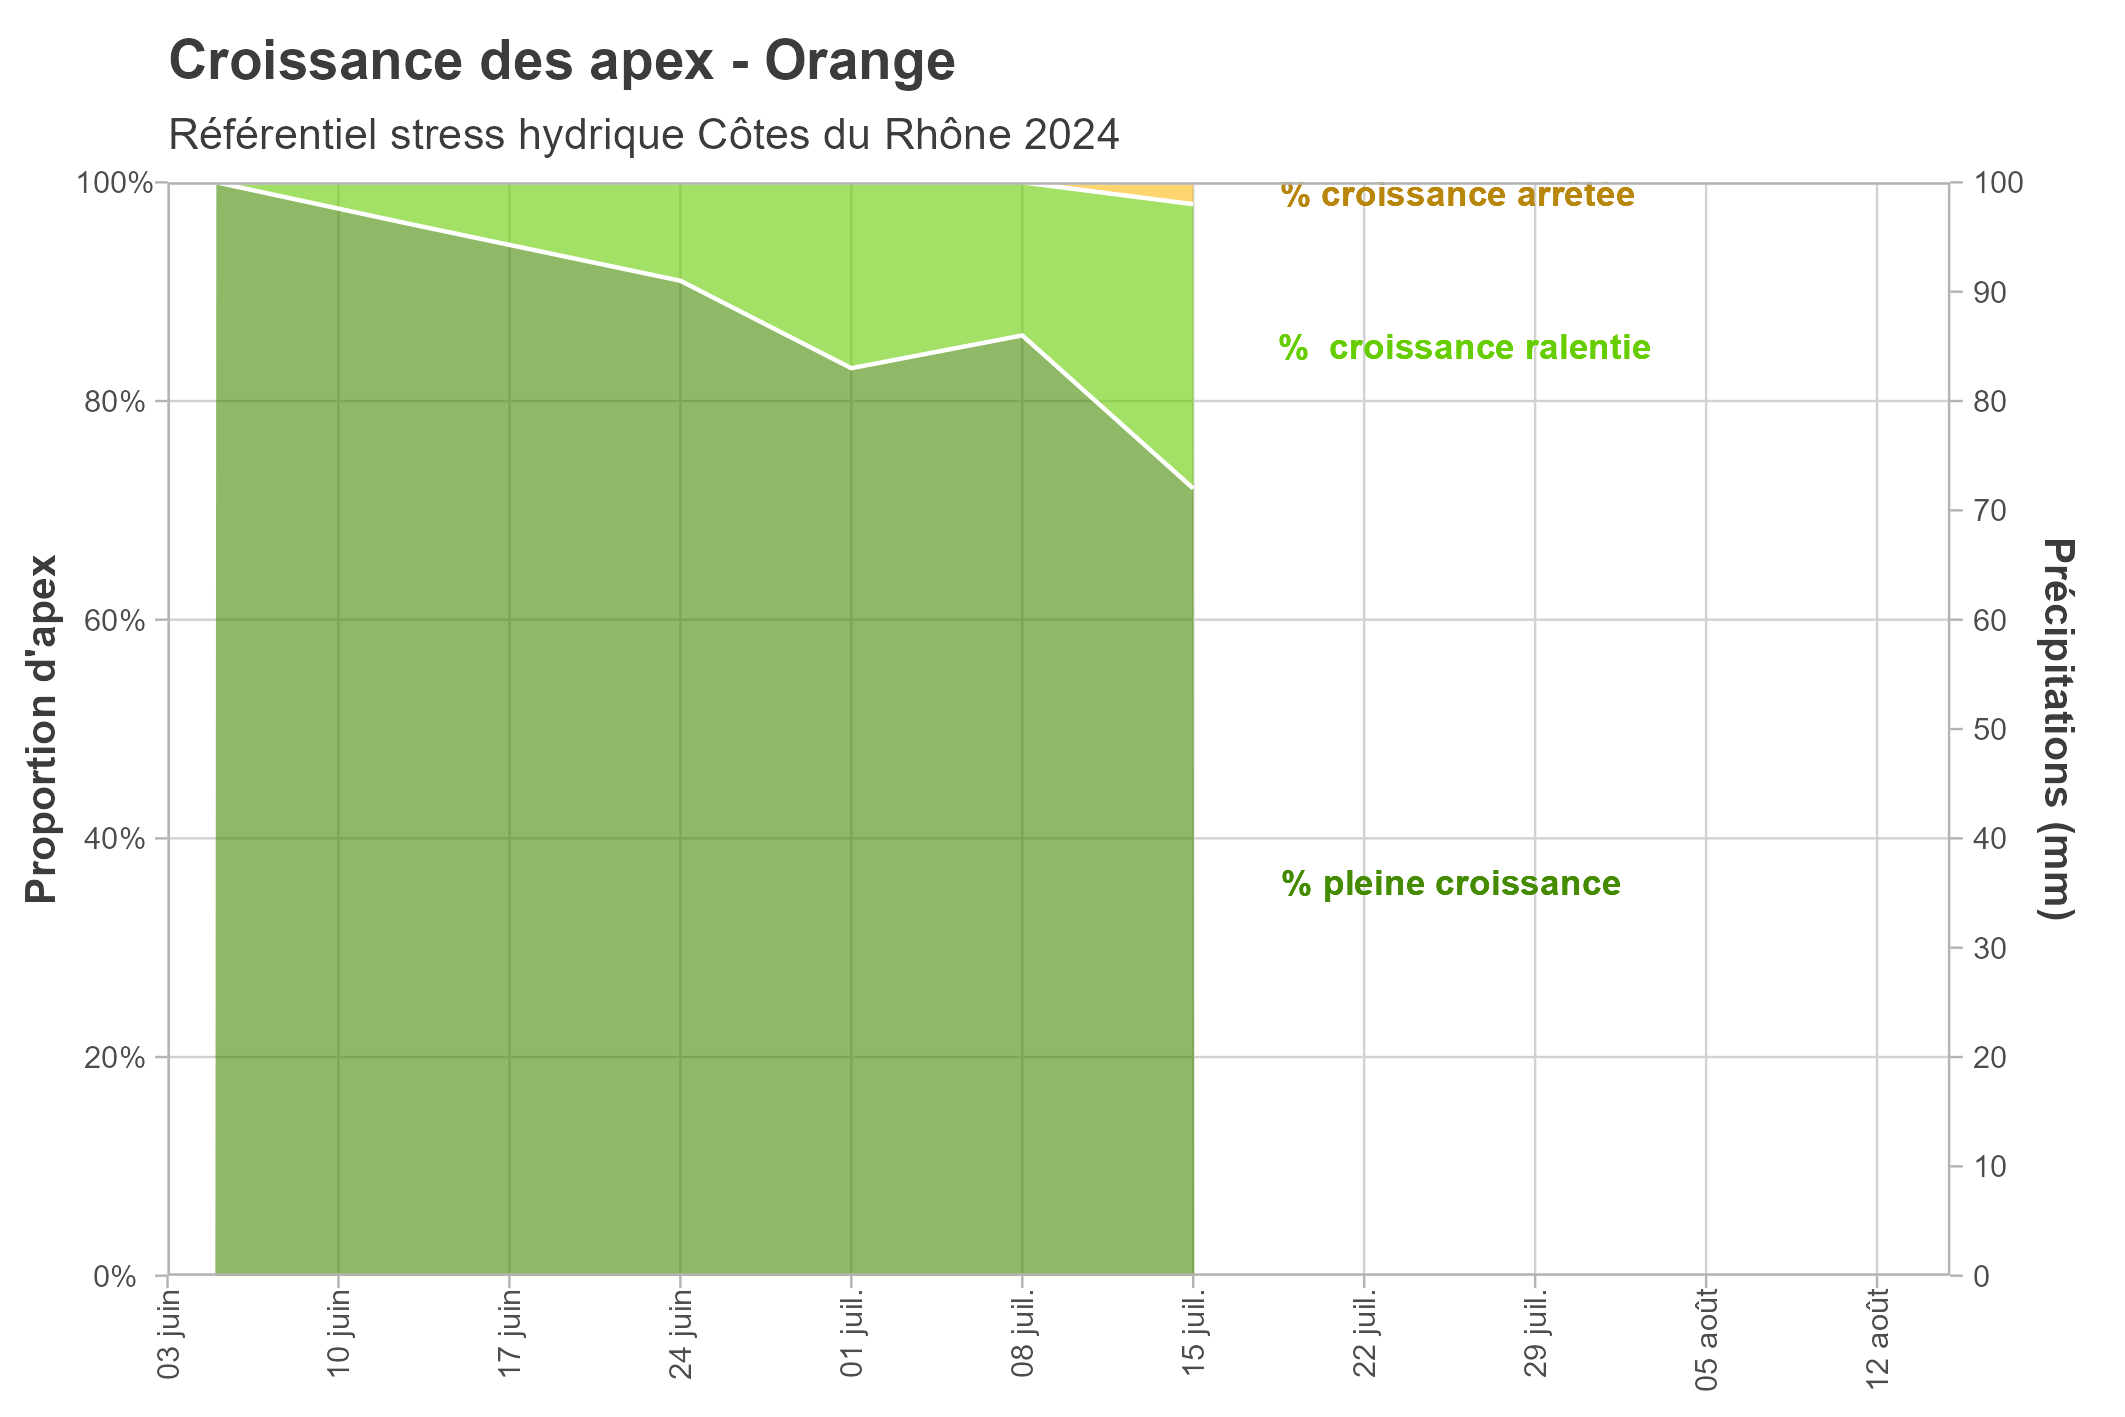 Croissance des apex - Orange
Référentiel stress hydrique Côtes du Rhône 2024
100%
80%
60%
40%
20%
0%
Proportion d'apex
% croissance arretee
% croissance ralentie
% pleine croissance
100
90
80
70
60
50
40
30
20
10
0
Précipitations (mm)
03 juin
10 juin
17 juin
24 juin
01 juil.
08 juil.
15 juil.
22 juil.
29 juil.
05 août
12 août